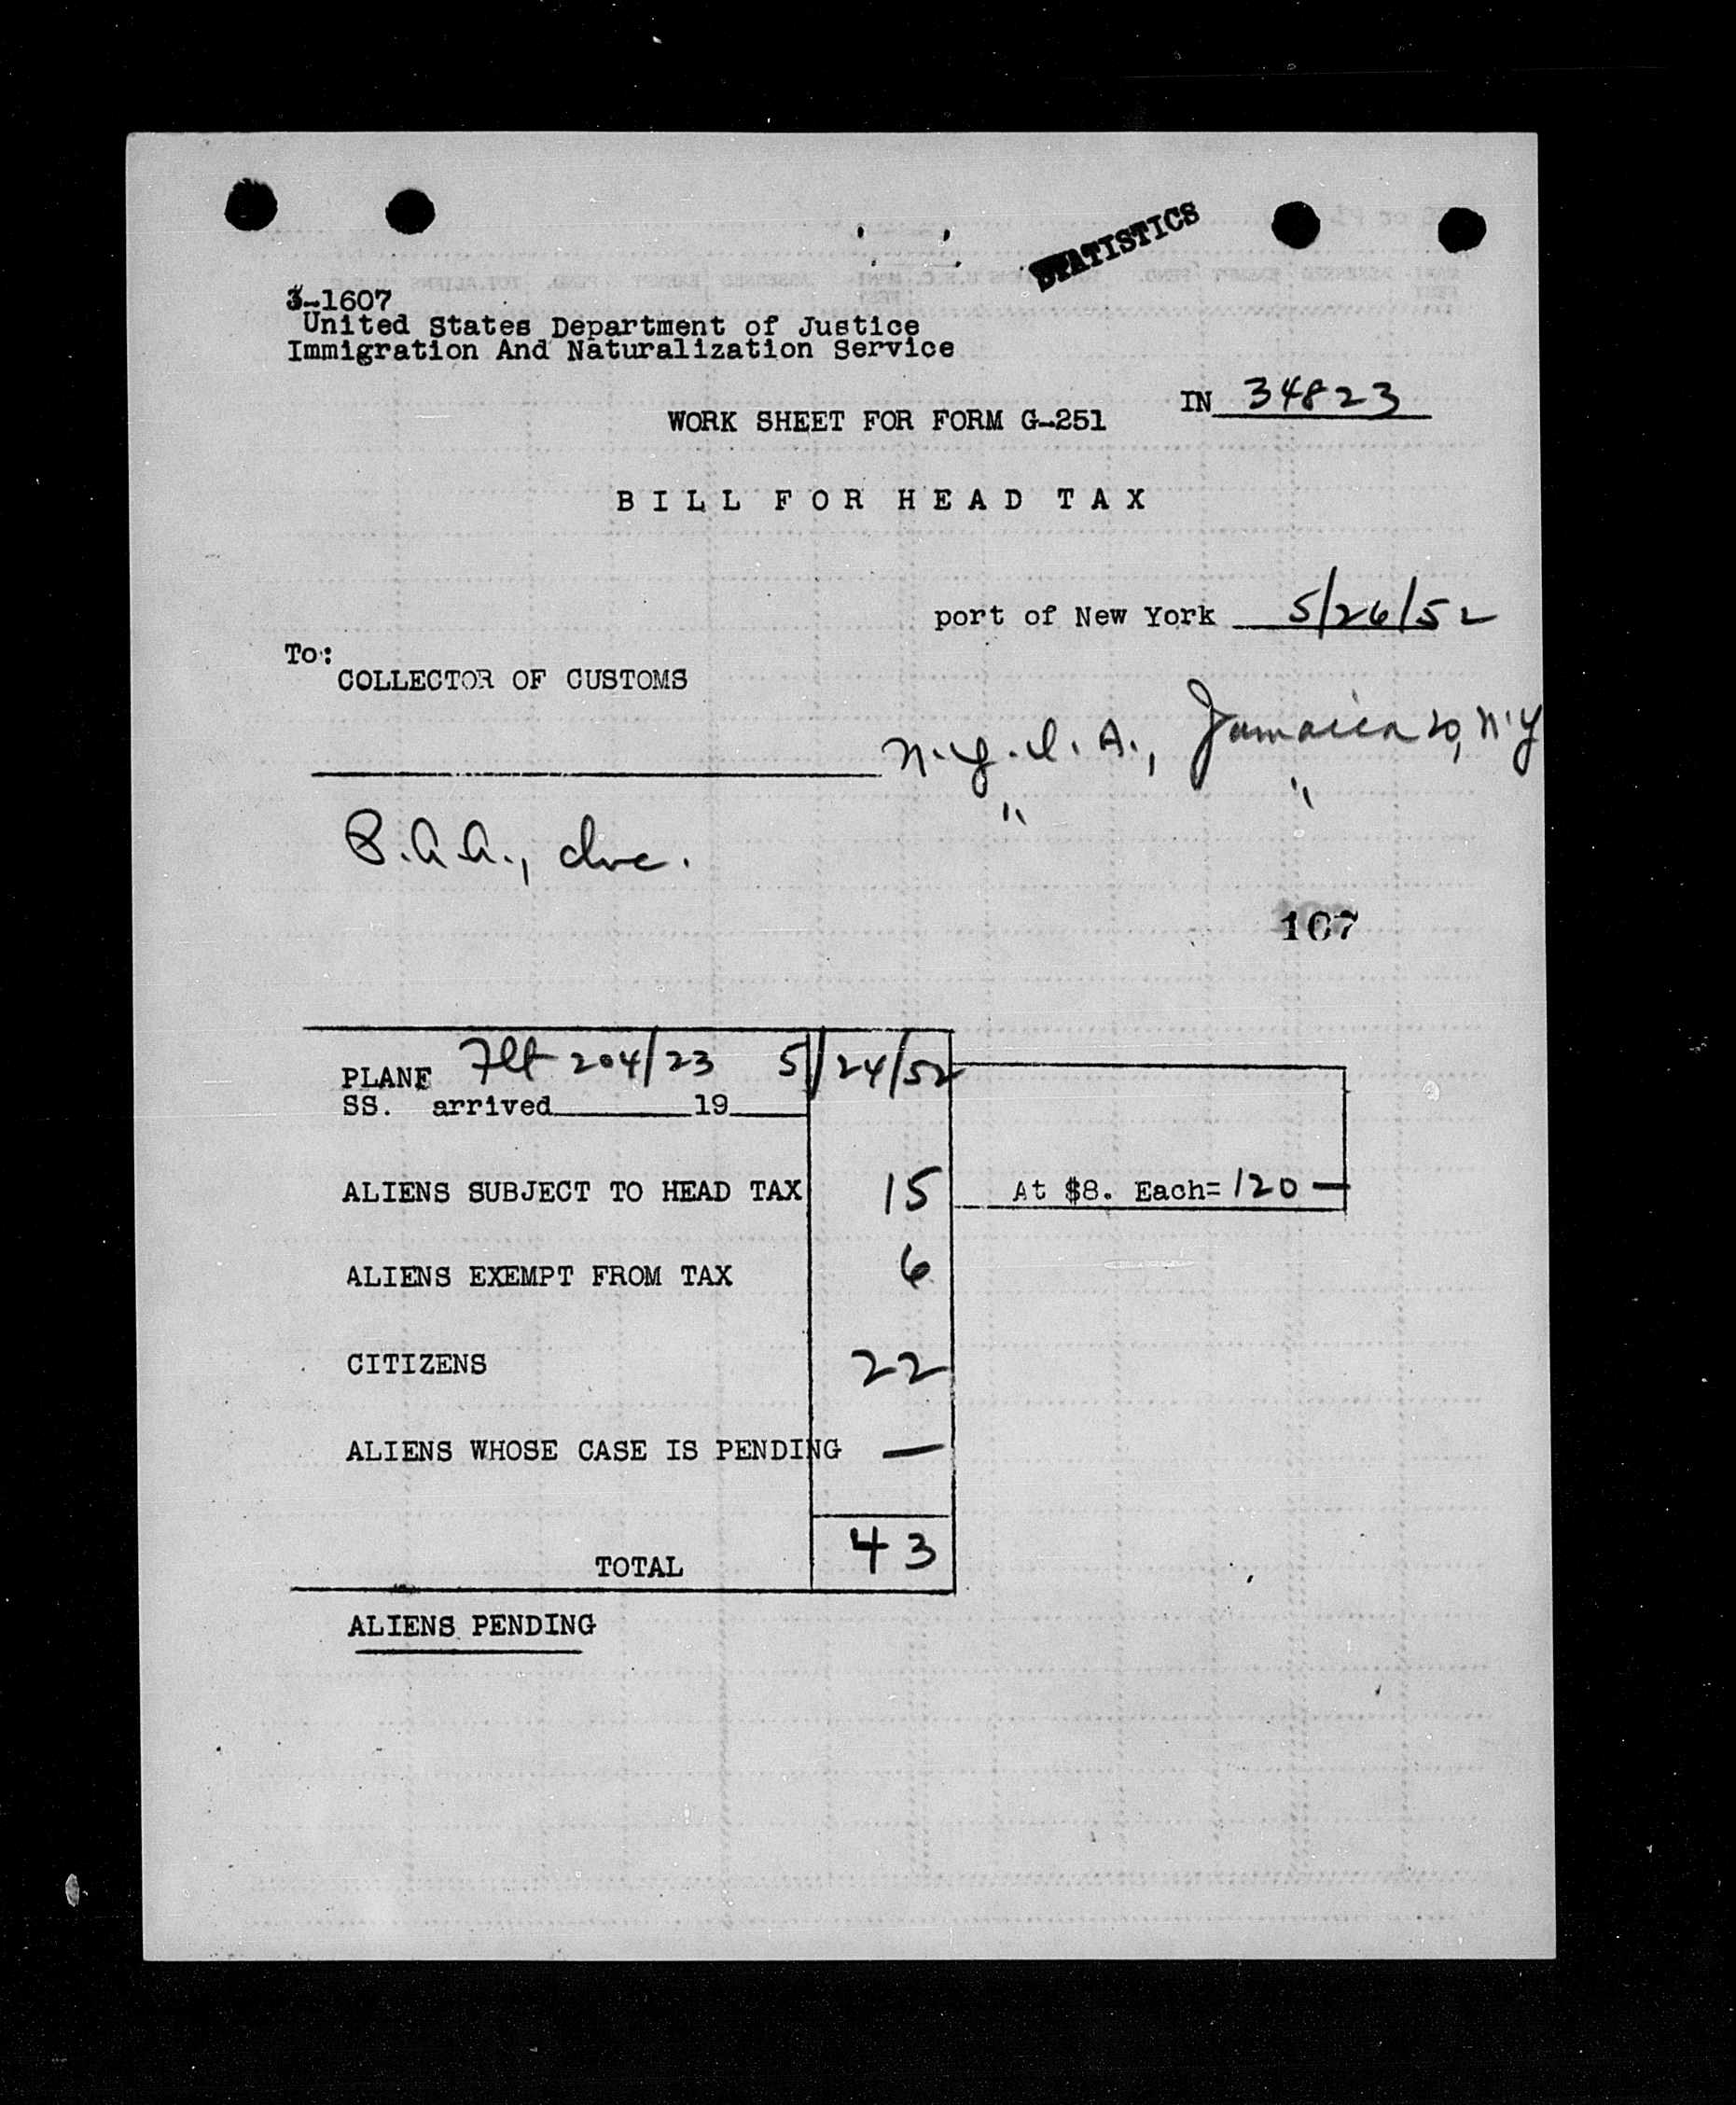 STATISTICS
3-1607
United States Department of Justice
Immigration And Naturalization Service
IN 34823
WORK SHEET FOR FORM G-251
BILL FOR HEAD TAX
port of New York 5/26/52
To:
COLLECTOR OF CUSTOMS
N.Y.I.A., Jamaica 20, N.Y
" "
P.A.A., Inc.
107
PLANE Flt 204/23 5/24/52
SS. arrived 19
ALIENS SUBJECT TO HEAD TAX 15 At $8. Each= 120 —
ALIENS EXEMPT FROM TAX 6
CITIZENS 22
ALIENS WHOSE CASE IS PENDING —
TOTAL 43
ALIENS PENDING